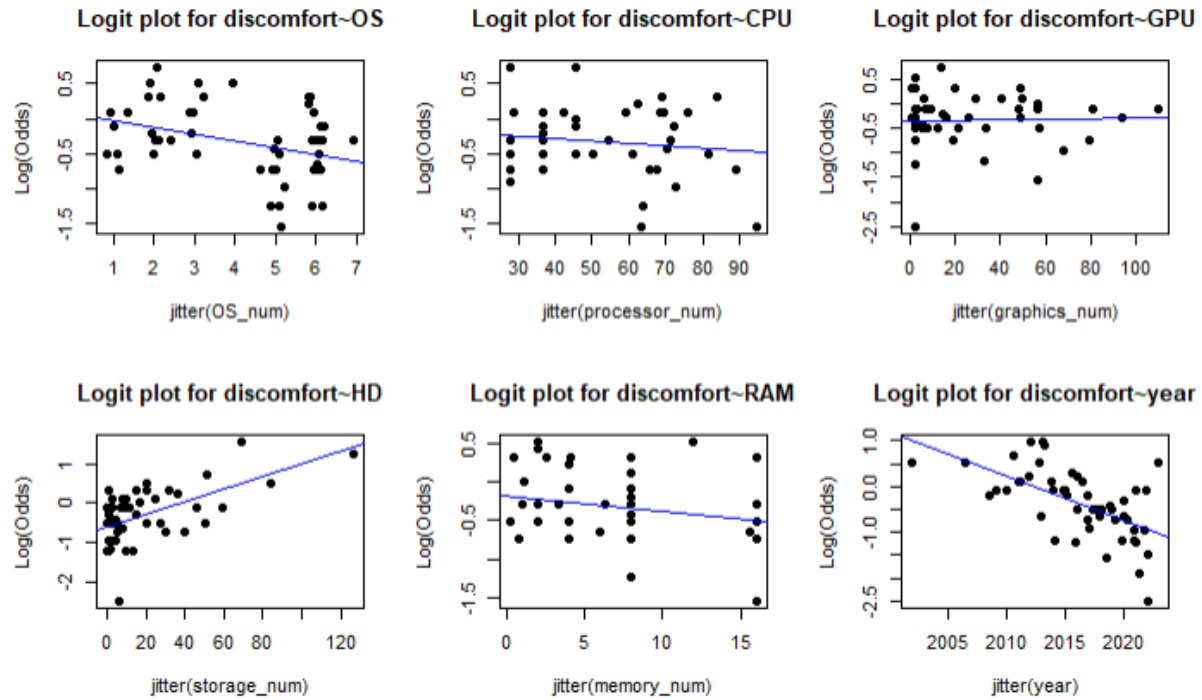 Logit plot for discomfort~OS
Log(Odds)
0.5
-0.5
-1.5
1 2 3 4 5 6 7
jitter(OS_num)
Logit plot for discomfort~CPU
Log(Odds)
0.5
-0.5
-1.5
30 40 50 60 70 80 90
jitter(processor_num)
Logit plot for discomfort~GPU
Log(Odds)
0.5
-0.5
-1.5
-2.5
0 20 40 60 80 100
jitter(graphics_num)
Logit plot for discomfort~HD
Log(Odds)
1
0
-1
-2
0 20 40 60 80 120
jitter(storage_num)
Logit plot for discomfort~RAM
Log(Odds)
0.5
-0.5
-1.5
0 5 10 15
jitter(memory_num)
Logit plot for discomfort~year
Log(Odds)
1.0
0.0
-1.0
-2.5
2005 2010 2015 2020
jitter(year)